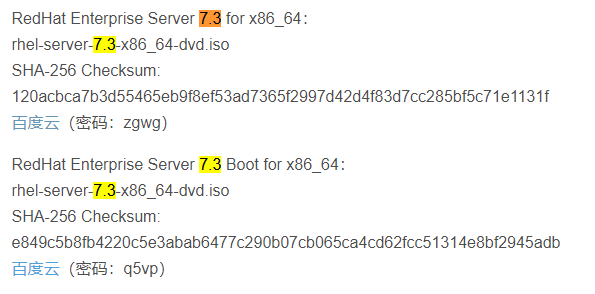 RedHat Enterprise Server 7.3 for x86_64：
rhel-server-7.3-x86_64-dvd.iso
SHA-256 Checksum:
120acbca7b3d55465eb9f8ef53ad7365f2997d42d4f83d7cc285bf5c71e1131f
百度云（密码：zgwg）
RedHat Enterprise Server 7.3 Boot for x86_64：
rhel-server-7.3-x86_64-dvd.iso
SHA-256 Checksum:
e849c5b8fb4220c5e3abab6477c290b07cb065ca4cd62fcc51314e8bf2945adb
百度云（密码：q5vp）